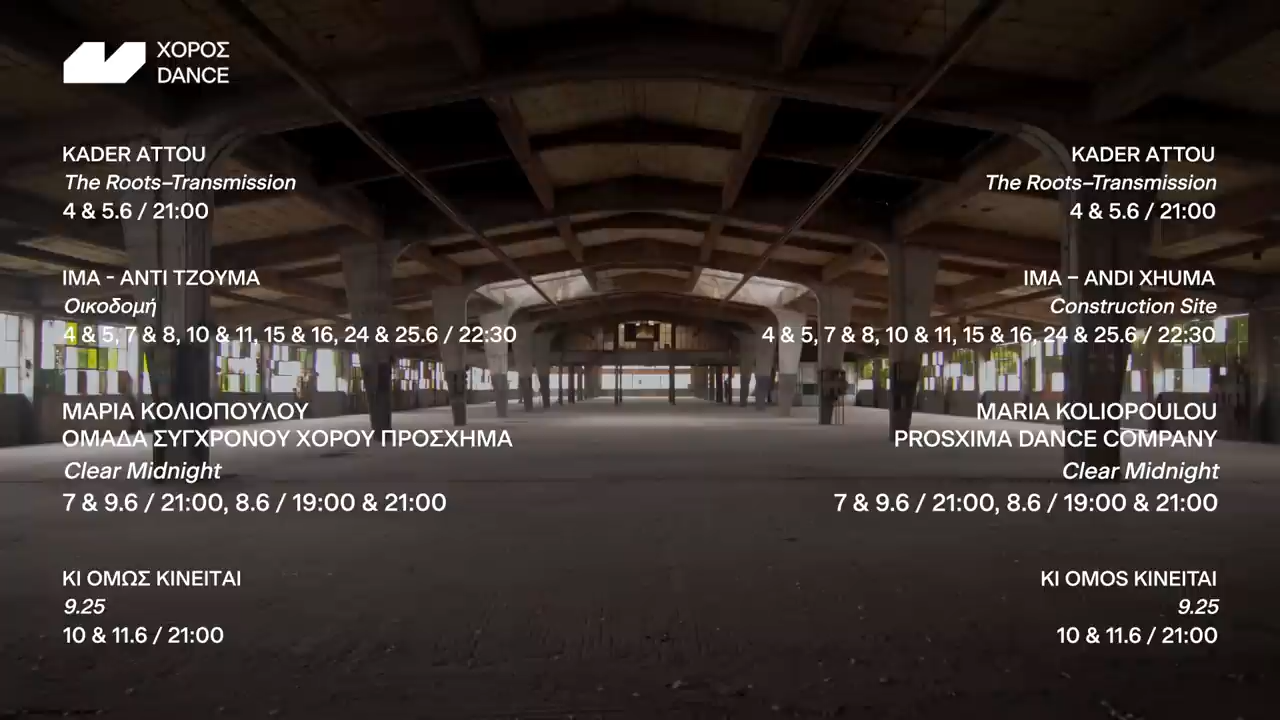 ΧΟΡΟΣ
DANCE
KADER ATTOU
The Roots–Transmission
4 & 5.6 / 21:00
ΙΜΑ - ΑΝΤΙ ΤΖΟΥΜΑ
Οικοδομή
4 & 5, 7 & 8, 10 & 11, 15 & 16, 24 & 25.6 / 22:30
ΜΑΡΙΑ ΚΟΛΙΟΠΟΥΛΟΥ
ΟΜΑΔΑ ΣΥΓΧΡΟΝΟΥ ΧΟΡΟΥ ΠΡΟΣΧΗΜΑ
Clear Midnight
7 & 9.6 / 21:00, 8.6 / 19:00 & 21:00
ΚΙ ΟΜΩΣ ΚΙΝΕΙΤΑΙ
9.25
10 & 11.6 / 21:00
KADER ATTOU
The Roots–Transmission
4 & 5.6 / 21:00
IMA – ANDI XHUMA
Construction Site
4 & 5, 7 & 8, 10 & 11, 15 & 16, 24 & 25.6 / 22:30
MARIA KOLIOPOULOU
PROSXIMA DANCE COMPANY
Clear Midnight
7 & 9.6 / 21:00, 8.6 / 19:00 & 21:00
KI OMOS KINEITAI
9.25
10 & 11.6 / 21:00